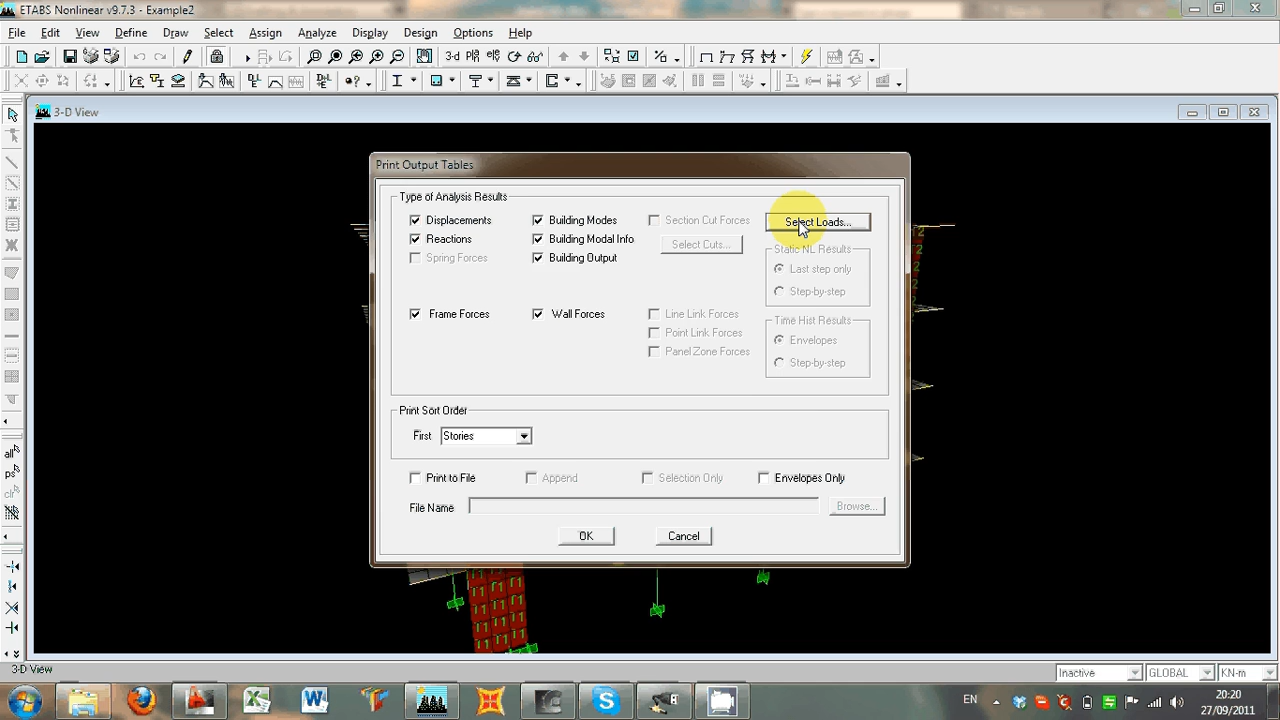 ETABS Nonlinear v9.7.3 - Example2
File Edit View Define Draw Select Assign Analyze Display Design Options Help
3-d
3-D View
Print Output Tables
Type of Analysis Results
Displacements Building Modes Section Cut Forces Select Loads...
Reactions Building Modal Info Select Cuts...
Spring Forces Building Output
Static NL Results
Last step only
Step-by-step
Frame Forces Wall Forces Line Link Forces
Point Link Forces
Panel Zone Forces
Time Hist Results
Envelopes
Step-by-step
Print Sort Order
First Stories
Print to File Append Selection Only Envelopes Only
File Name Browse...
OK Cancel
all
ps
clr
3-D View
Inactive GLOBAL KN-m
EN
20:20
27/09/2011